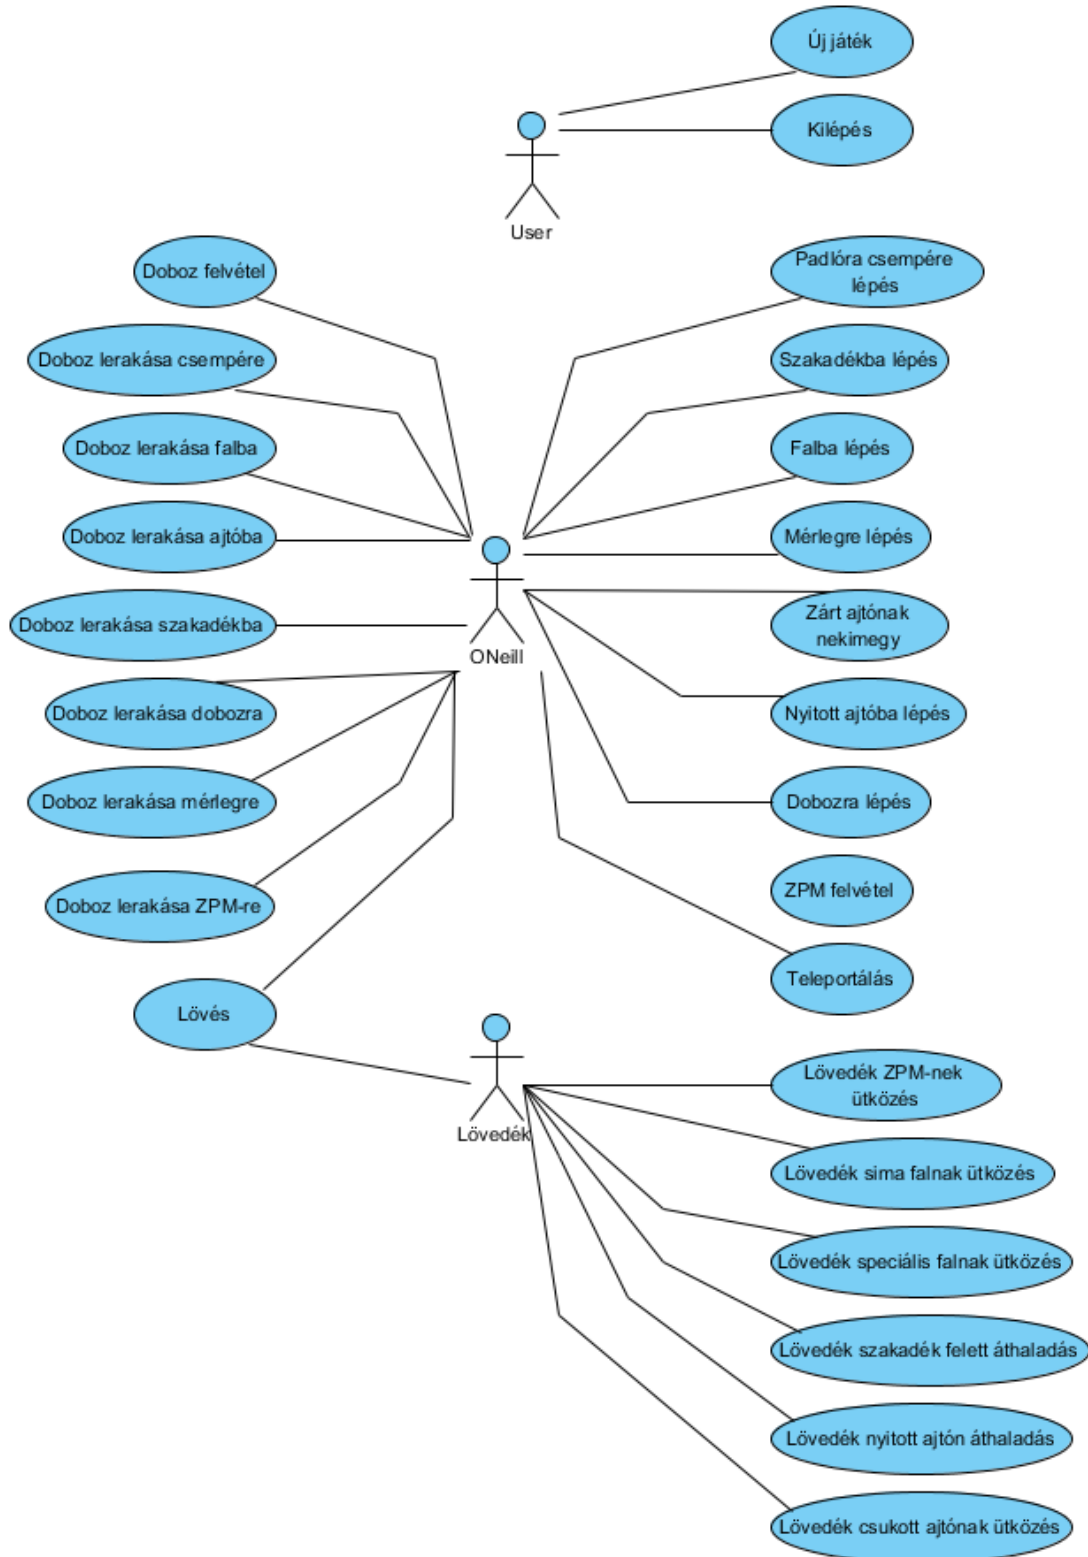 Új játék
Kilépés
User
Doboz felvétel
Doboz lerakása csempére
Doboz lerakása falba
Doboz lerakása ajtóba
Doboz lerakása szakadékba
Doboz lerakása dobozra
Doboz lerakása mérlegre
Doboz lerakása ZPM-re
Lövés
ONeill
Padlóra csempére
lépés
Szakadékba lépés
Falba lépés
Mérlegre lépés
Zárt ajtónak
nekimegy
Nyitott ajtóba lépés
Dobozra lépés
ZPM felvétel
Teleportálás
Lövedék
Lövedék ZPM-nek
ütközés
Lövedék sima falnak ütközés
Lövedék speciális falnak ütközés
Lövedék szakadék felett áthaladás
Lövedék nyitott ajtón áthaladás
Lövedék csukott ajtónak ütközés